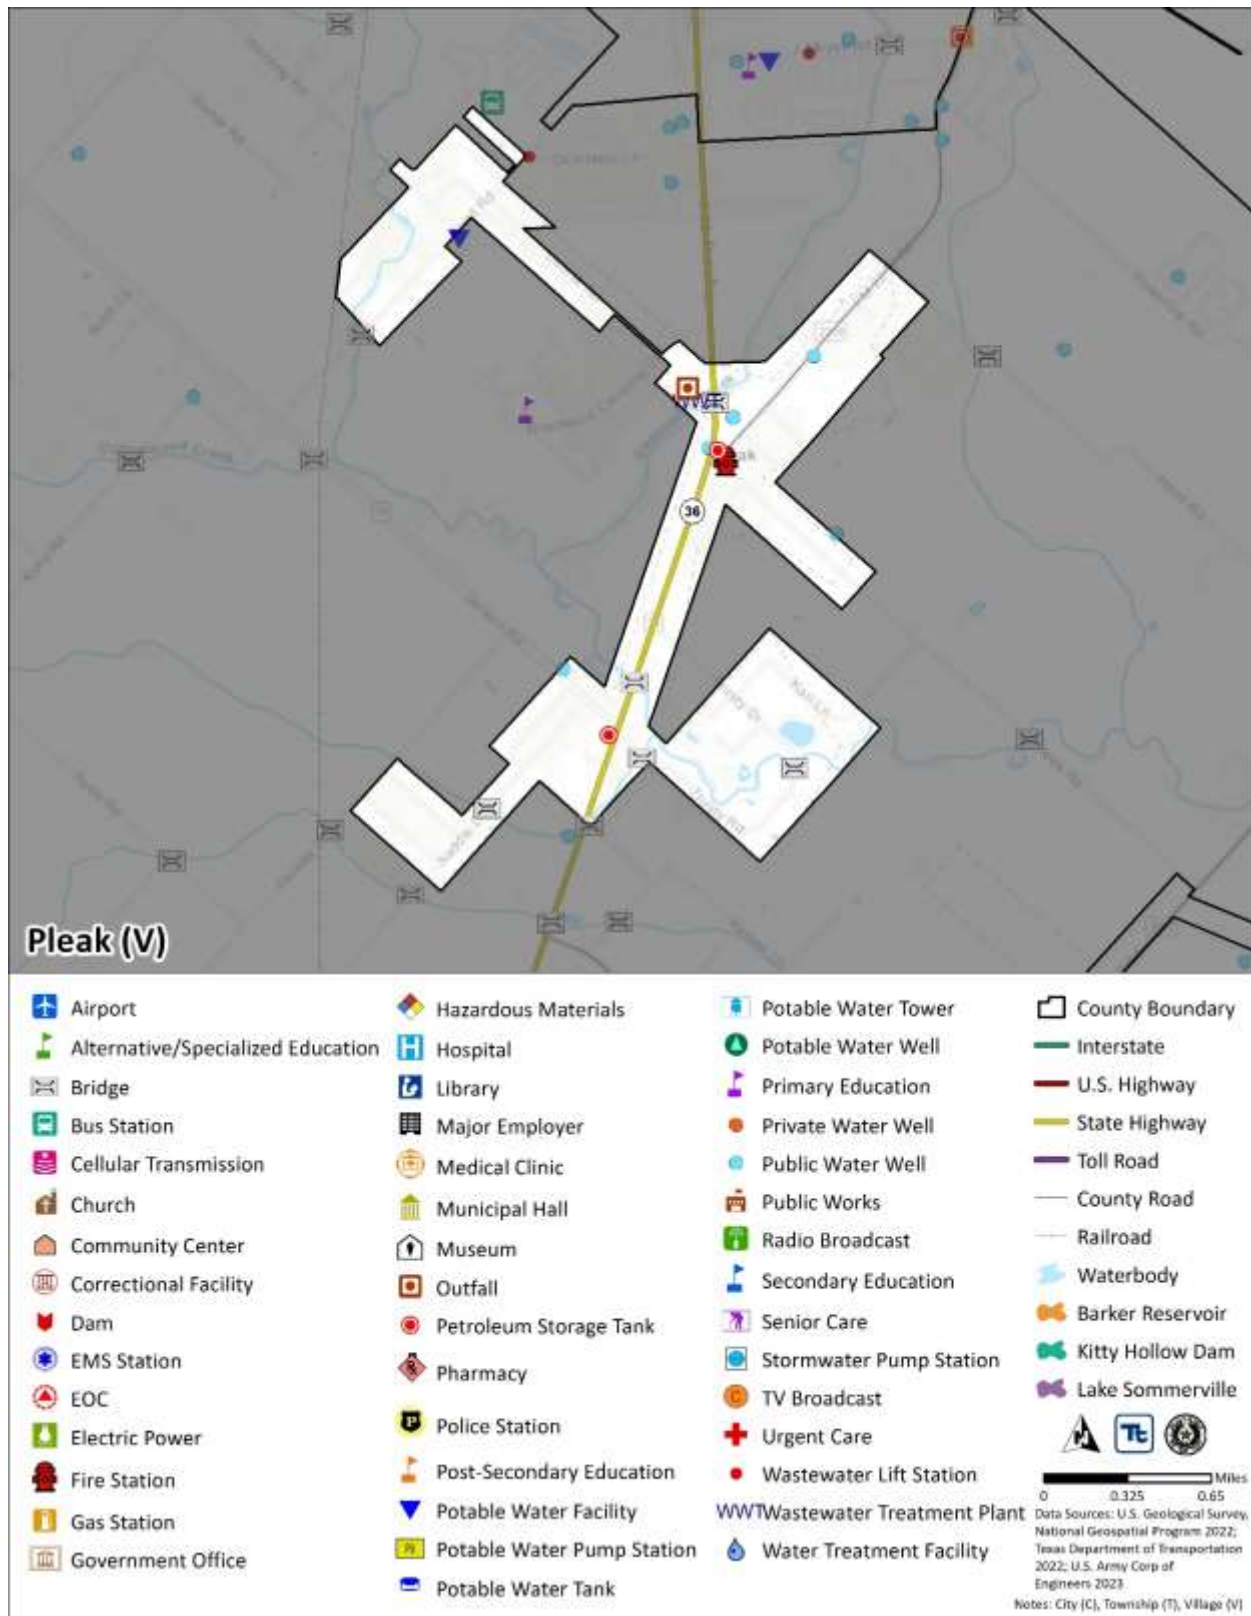 36
Pleak (V)
Airport
Alternative/Specialized Education
Bridge
Bus Station
Cellular Transmission
Church
Community Center
Correctional Facility
Dam
EMS Station
EOC
Electric Power
Fire Station
Gas Station
Government Office
Hazardous Materials
Hospital
Library
Major Employer
Medical Clinic
Municipal Hall
Museum
Outfall
Petroleum Storage Tank
Pharmacy
Police Station
Post-Secondary Education
Potable Water Facility
Potable Water Pump Station
Potable Water Tank
Potable Water Tower
Potable Water Well
Primary Education
Private Water Well
Public Water Well
Public Works
Radio Broadcast
Secondary Education
Senior Care
Stormwater Pump Station
TV Broadcast
Urgent Care
Wastewater Lift Station
WWT Wastewater Treatment Plant
Water Treatment Facility
County Boundary
Interstate
U.S. Highway
State Highway
Toll Road
County Road
Railroad
Waterbody
Barker Reservoir
Kitty Hollow Dam
Lake Sommerville
Tt
Miles
0 0.325 0.65
Data Sources: U.S. Geological Survey,
National Geospatial Program 2022;
Texas Department of Transportation
2022; U.S. Army Corp of
Engineers 2023
Notes: City (C), Township (T), Village (V)